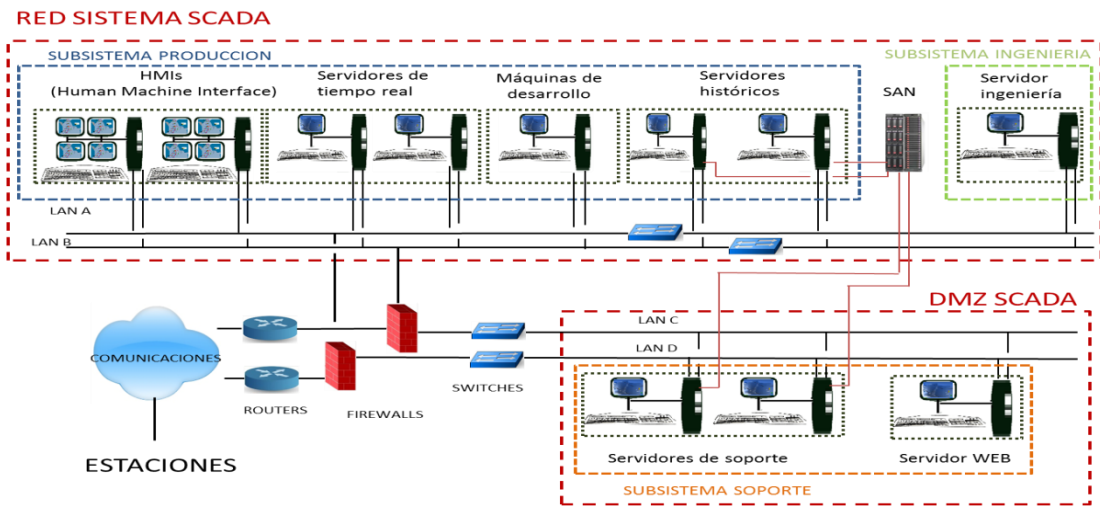 RED SISTEMA SCADA
SUBSISTEMA PRODUCCION
SUBSISTEMA INGENIERIA
HMIs
(Human Machine Interface)
Servidores de
tiempo real
Máquinas de
desarrollo
Servidores
históricos
SAN
Servidor
ingeniería
LAN A
LAN B
DMZ SCADA
LAN C
LAN D
COMUNICACIONES
ROUTERS
FIREWALLS
SWITCHES
ESTACIONES
Servidores de soporte
Servidor WEB
SUBSISTEMA SOPORTE